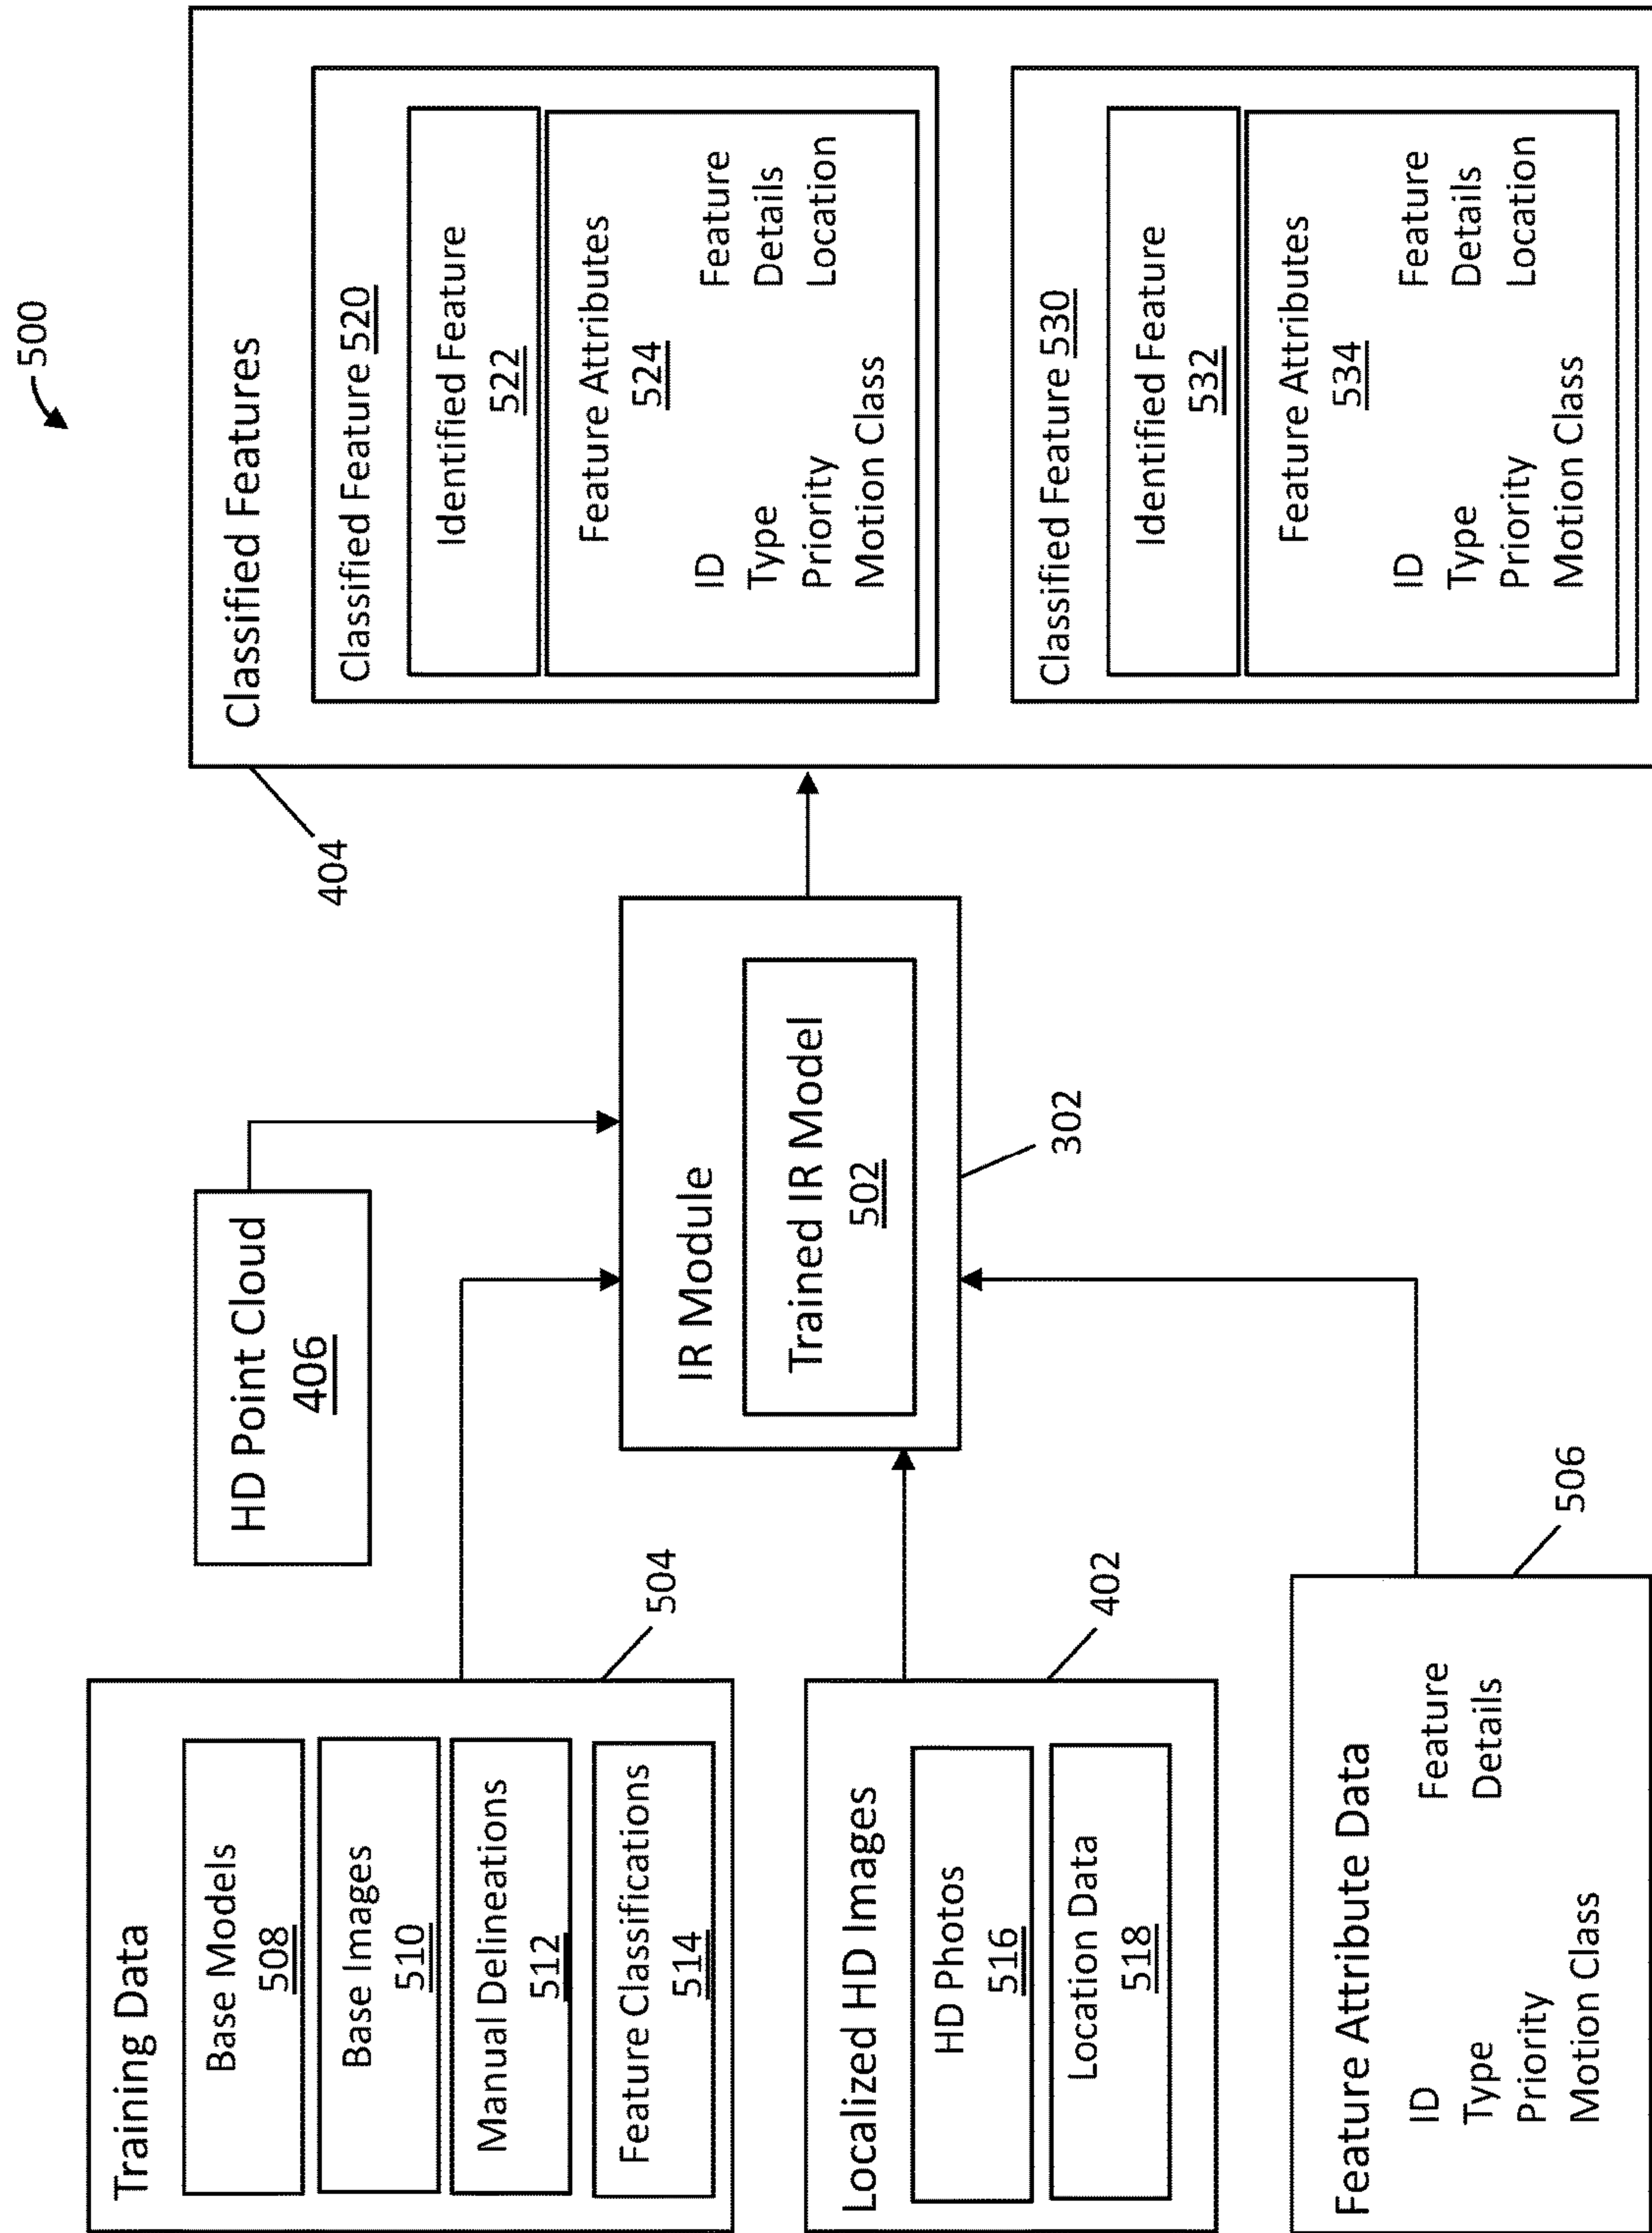 500
Training Data
Base Models
508
Base Images
510
Manual Delineations
512
Feature Classifications
514
504
Localized HD Images
HD Photos
516
Location Data
518
402
Feature Attribute Data
ID
Type
Priority
Motion Class
Feature
Details
506
HD Point Cloud
406
IR Module
Trained IR Model
502
302
404
Classified Features
Classified Feature 520
Identified Feature
522
Feature Attributes
524
ID
Type
Priority
Motion Class
Feature
Details
Location
Classified Feature 530
Identified Feature
532
Feature Attributes
534
ID
Type
Priority
Motion Class
Feature
Details
Location